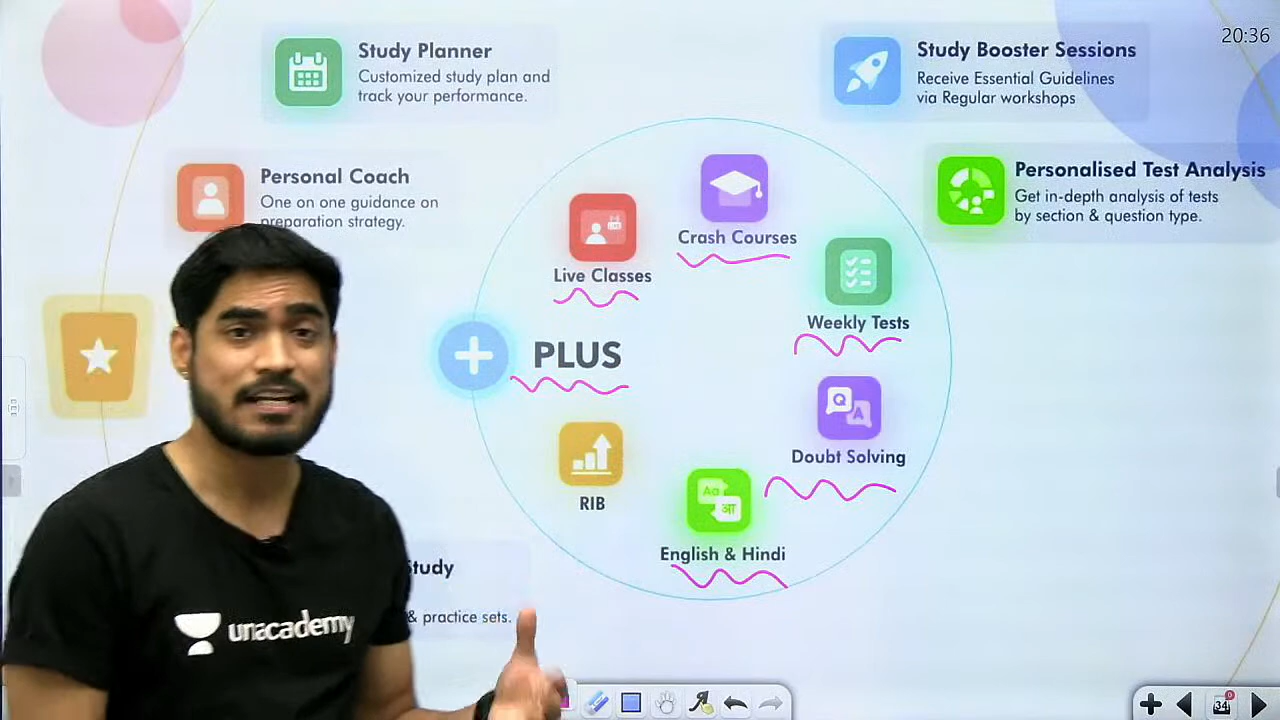 20:36
Study Planner
Customized study plan and
track your performance.
Study Booster Sessions
Receive Essential Guidelines
via Regular workshops
Personal Coach
One on one guidance on
preparation strategy.
Personalised Test Analysis
Get in-depth analysis of tests
by section & question type.
Crash Courses
Live Classes
Weekly Tests
PLUS
Q
A
Doubt Solving
RIB
Aa
आ
English & Hindi
Study
& practice sets.
unacademy
34
0